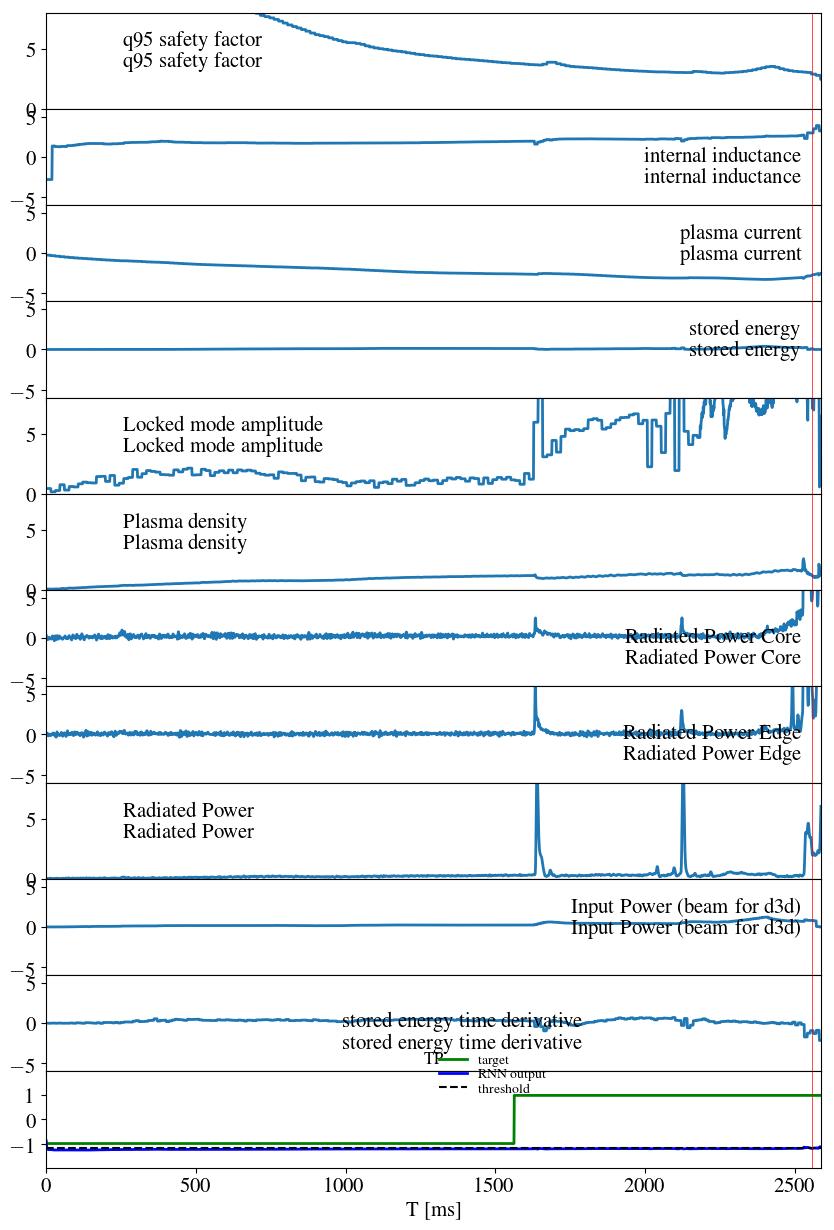 5
q95 safety factor
q95 safety factor
0
5
0
internal inductance
internal inductance
−5
5
plasma current
0
plasma current
−5
5
stored energy
0
stored energy
−5
Locked mode amplitude
5
Locked mode amplitude
0
Plasma density
5
Plasma density
0
5
0
Radiated Power Core
Radiated Power Core
−5
5
0
Radiated Power Edge
Radiated Power Edge
−5
Radiated Power
5
Radiated Power
0
5
Input Power (beam for d3d)
0
Input Power (beam for d3d)
−5
5
0
stored energy time derivative
stored energy time derivative
−5
TP
target
RNN output
threshold
1
0
−1
0 500 1000 1500 2000 2500
T [ms]